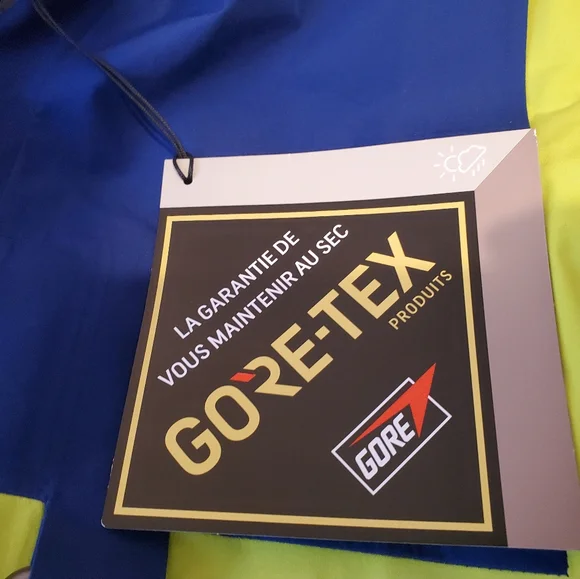 LA GARANTIE DE
VOUS MAINTENIR AU SEC
GORE-TEX
PRODUITS
GORE